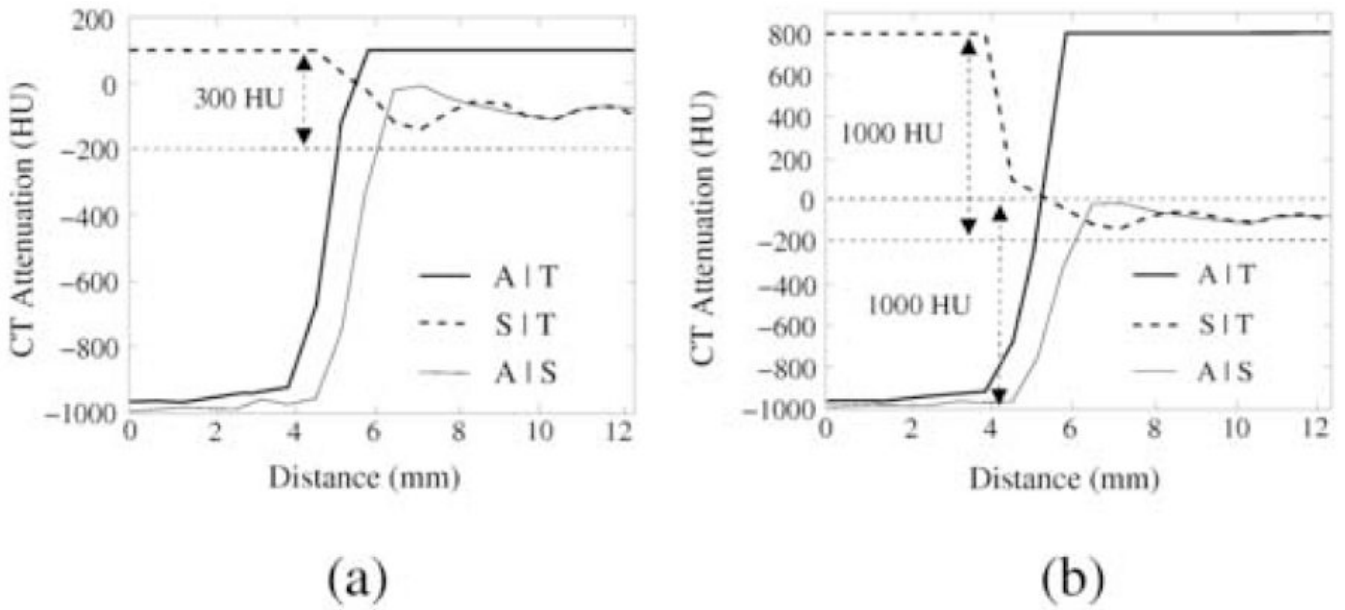 200
100
0
300 HU
−200
−400
−600
−800
−1000
CT Attenuation (HU)
A | T
S | T
A | S
0 2 4 6 8 10 12
Distance (mm)
(a)
800
600
400
200
0
−200
−400
−600
−800
−1000
CT Attenuation (HU)
1000 HU
1000 HU
A | T
S | T
A | S
0 2 4 6 8 10 12
Distance (mm)
(b)